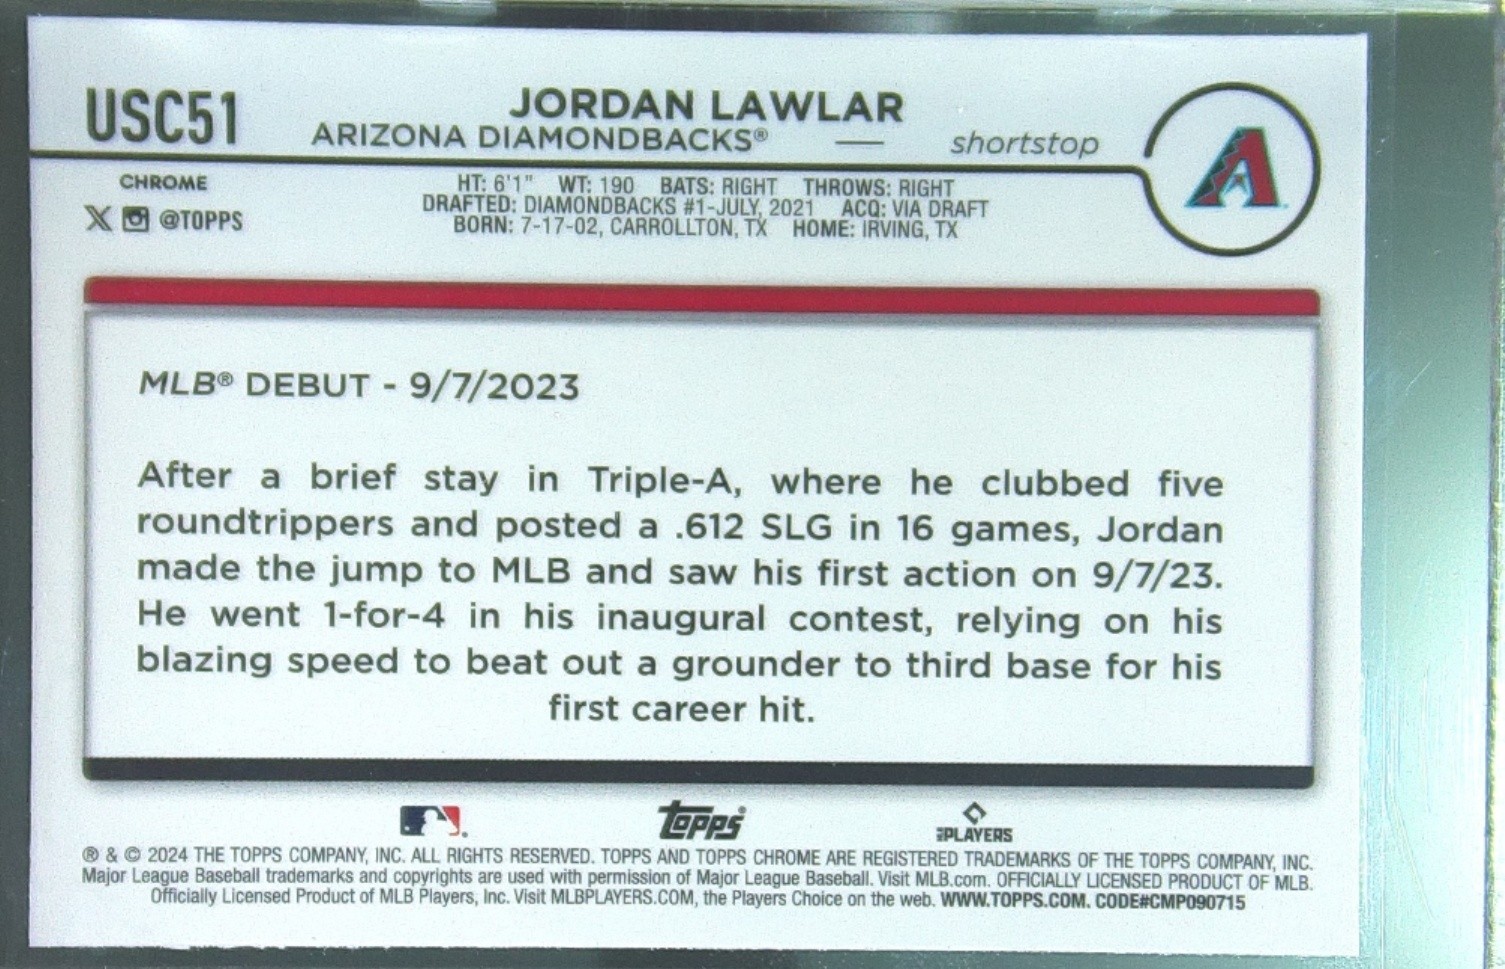 USC51
JORDAN LAWLAR
ARIZONA DIAMONDBACKS® — shortstop
CHROME
@TOPPS
HT: 6'1" WT: 190 BATS: RIGHT THROWS: RIGHT
DRAFTED: DIAMONDBACKS #1-JULY, 2021 ACQ: VIA DRAFT
BORN: 7-17-02, CARROLLTON, TX HOME: IRVING, TX
A
MLB® DEBUT - 9/7/2023
After a brief stay in Triple-A, where he clubbed five
roundtrippers and posted a .612 SLG in 16 games, Jordan
made the jump to MLB and saw his first action on 9/7/23.
He went 1-for-4 in his inaugural contest, relying on his
blazing speed to beat out a grounder to third base for his
first career hit.
Topps®
PLAYERS
® & © 2024 THE TOPPS COMPANY, INC. ALL RIGHTS RESERVED. TOPPS AND TOPPS CHROME ARE REGISTERED TRADEMARKS OF THE TOPPS COMPANY, INC.
Major League Baseball trademarks and copyrights are used with permission of Major League Baseball. Visit MLB.com. OFFICIALLY LICENSED PRODUCT OF MLB.
Officially Licensed Product of MLB Players, Inc. Visit MLBPLAYERS.COM, the Players Choice on the web. WWW.TOPPS.COM. CODE#CMP090715